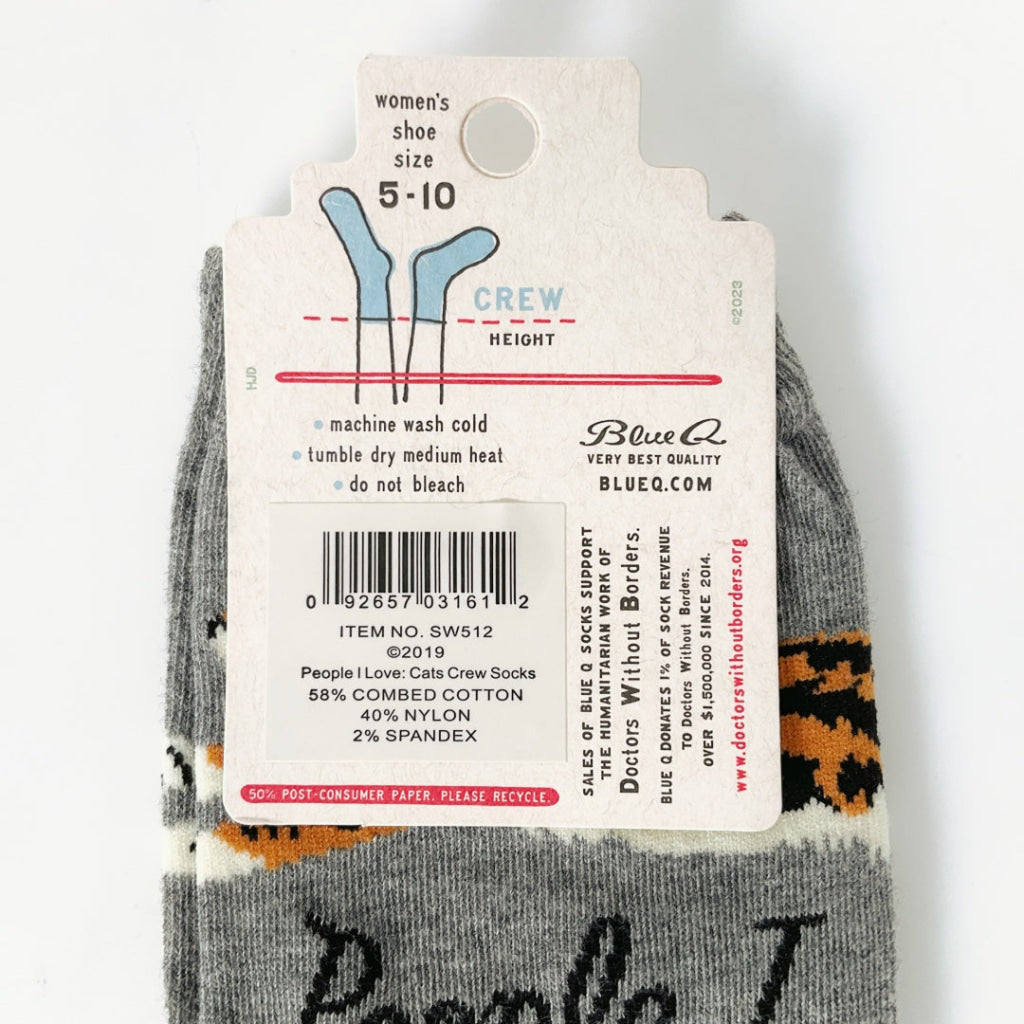 women's
shoe
size
5-10
CREW
HEIGHT
©2023
HJD
machine wash cold
tumble dry medium heat
do not bleach
Blue Q
VERY BEST QUALITY
BLUEQ.COM
0 92657 03161 2
ITEM NO. SW512
©2019
People I Love: Cats Crew Socks
58% COMBED COTTON
40% NYLON
2% SPANDEX
SALES OF BLUE Q SOCKS SUPPORT
THE HUMANITARIAN WORK OF
Doctors Without Borders.
BLUE Q DONATES 1% OF SOCK REVENUE
TO Doctors Without Borders.
OVER $1,500,000 SINCE 2014.
www.doctorswithoutborders.org
50% POST-CONSUMER PAPER. PLEASE RECYCLE.
People I